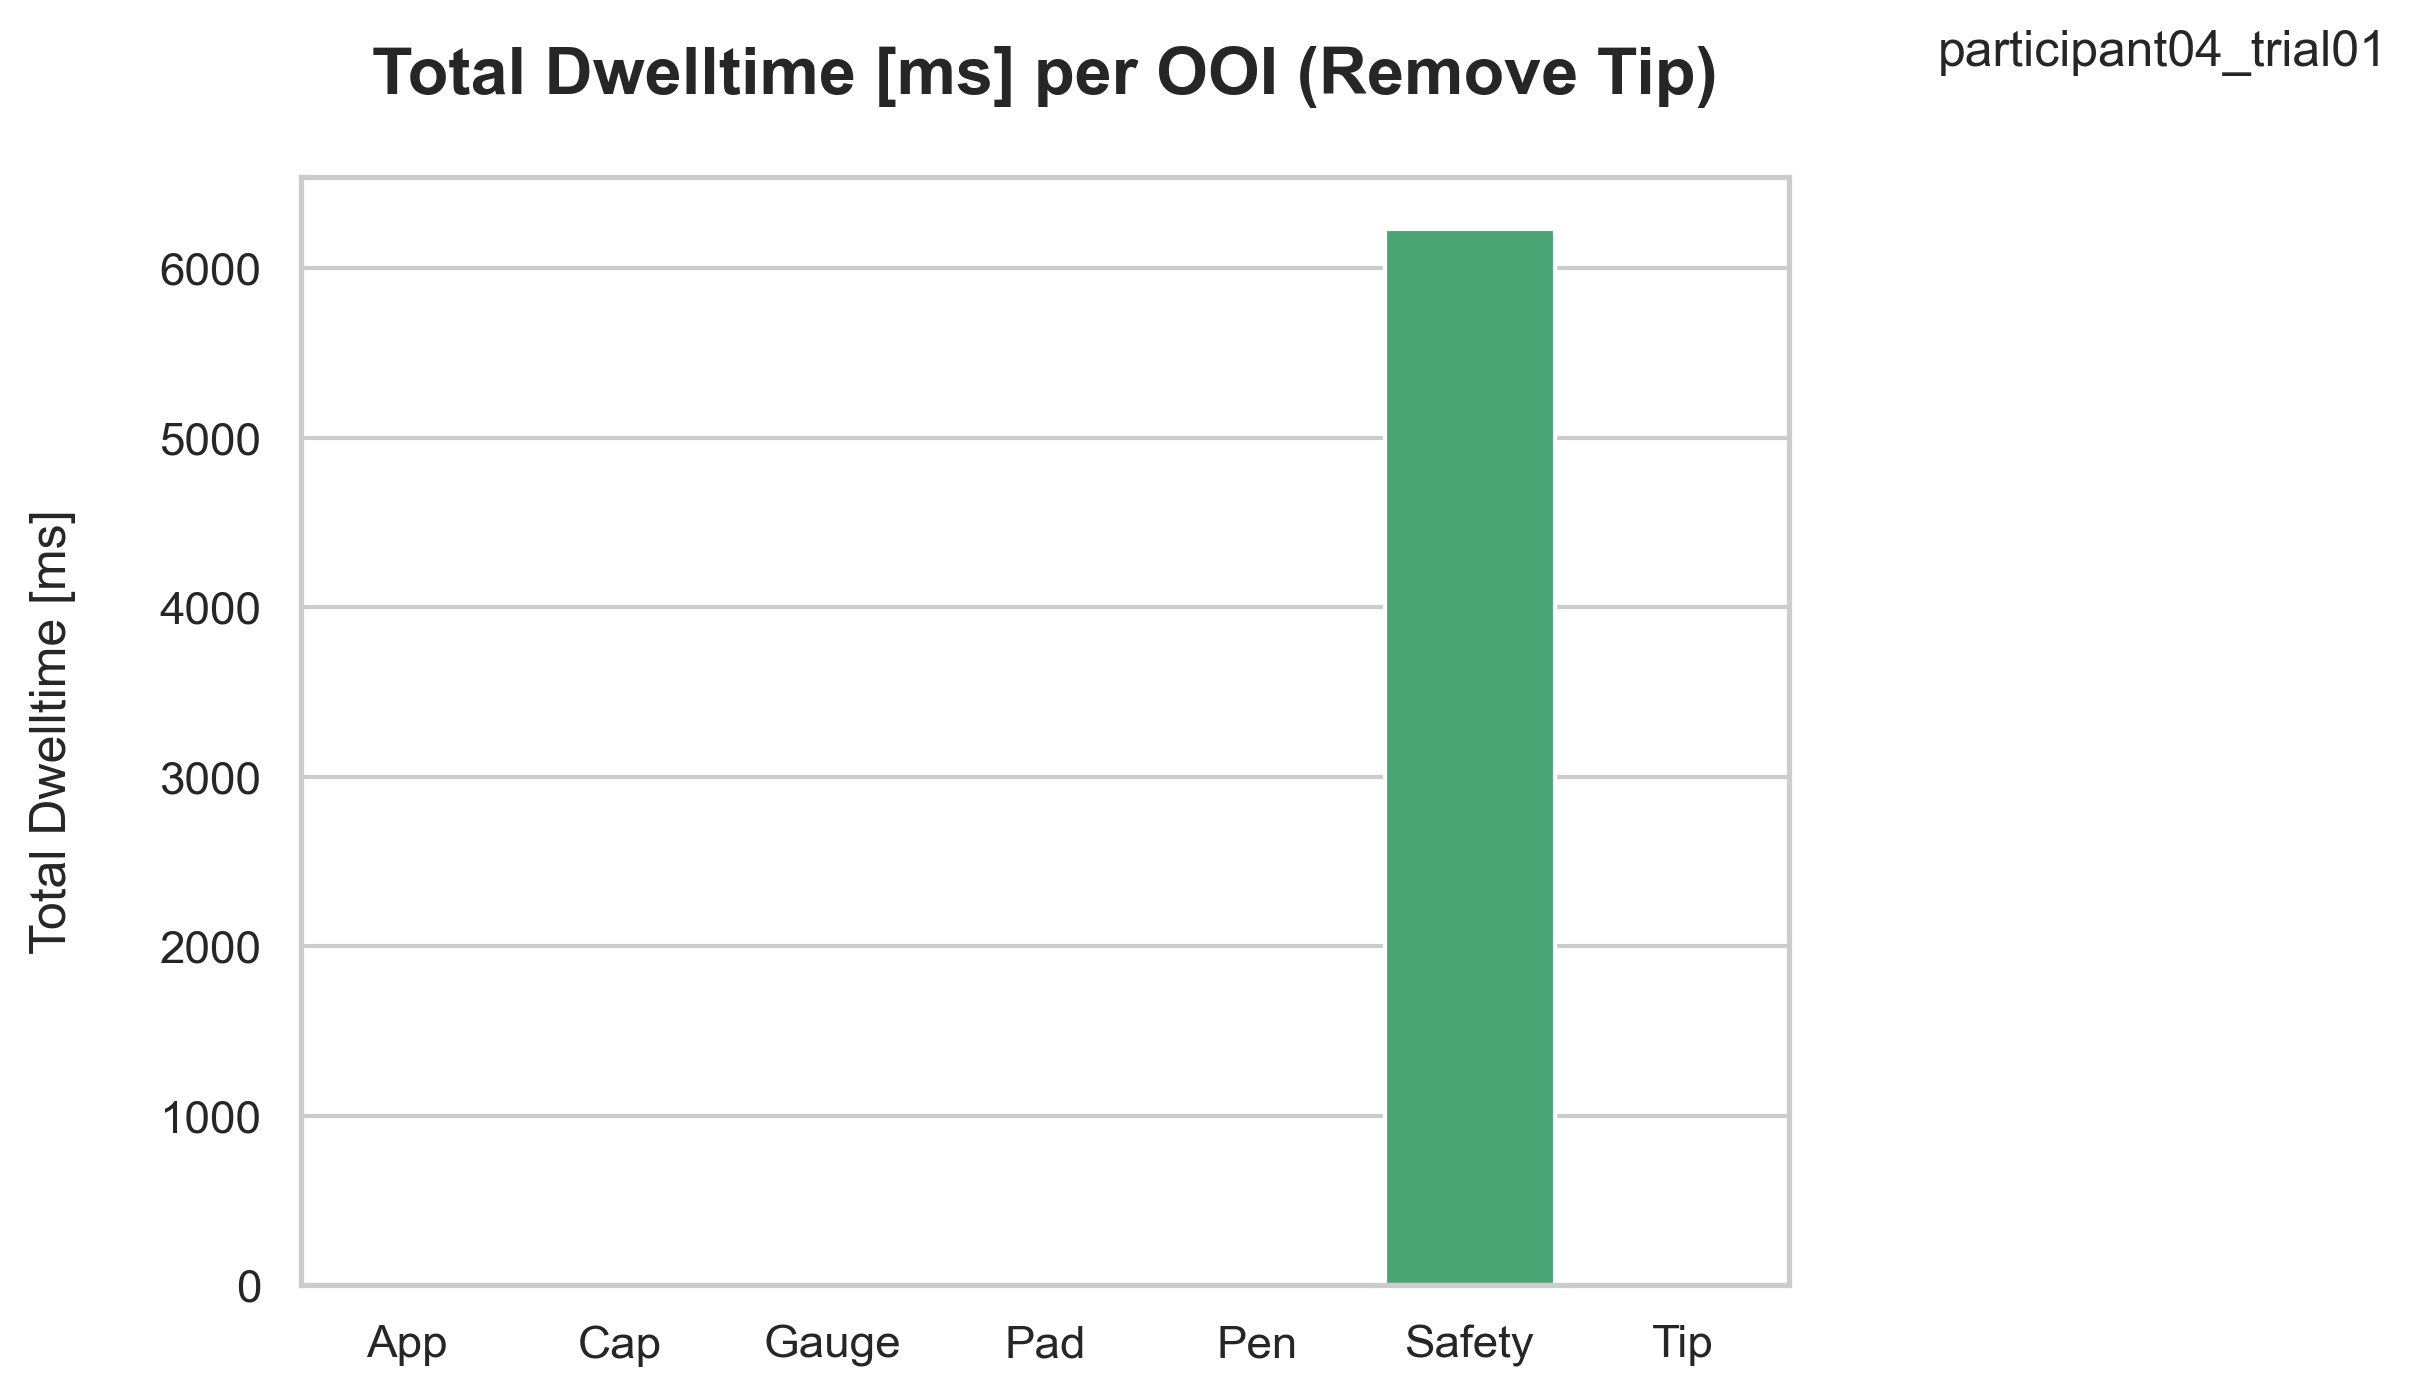 participant04_trial01
Total Dwelltime [ms] per OOI (Remove Tip)
Total Dwelltime [ms]
6000
5000
4000
3000
2000
1000
0
App Cap Gauge Pad Pen Safety Tip